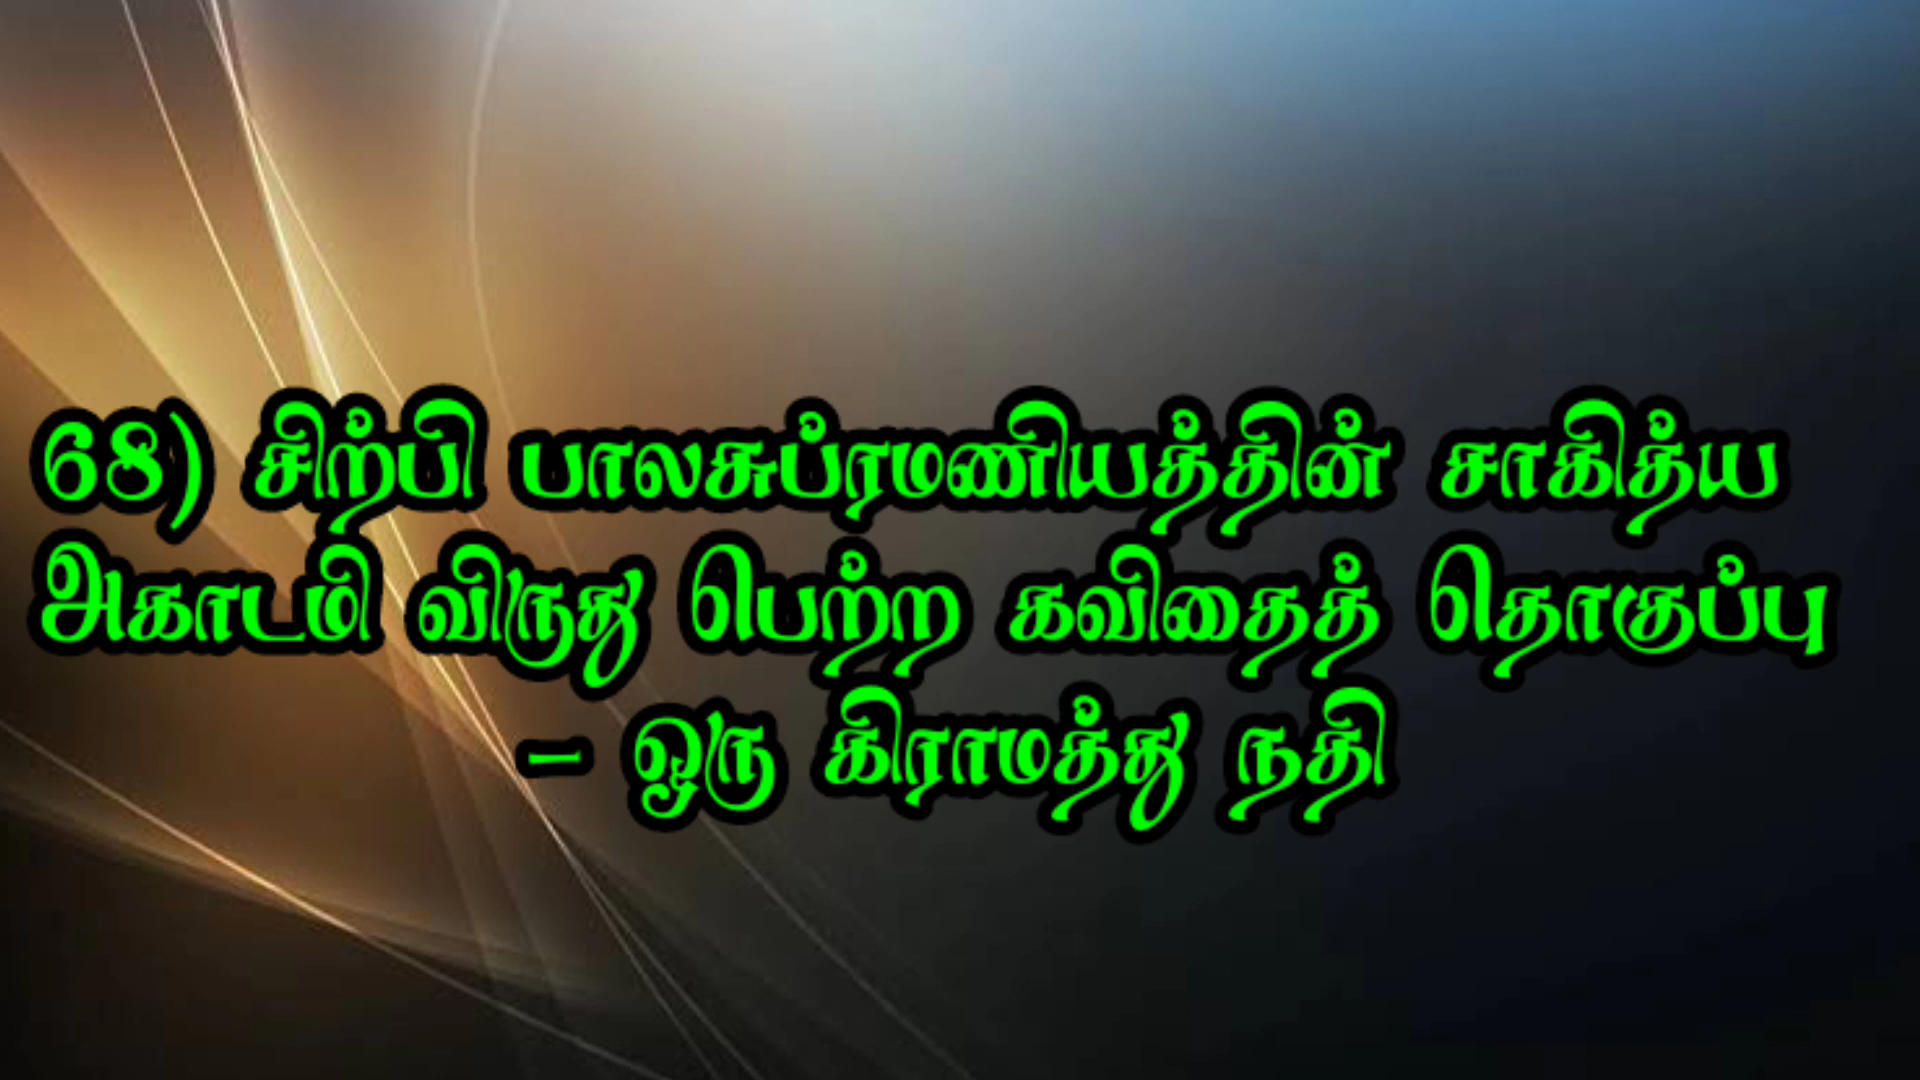 68) சிற்பி பாலசுப்ரமணியத்தின் சாகித்ய
அகாடமி விருது பெற்ற கவிதைத் தொகுப்பு
- ஒரு கிராமத்து நதி